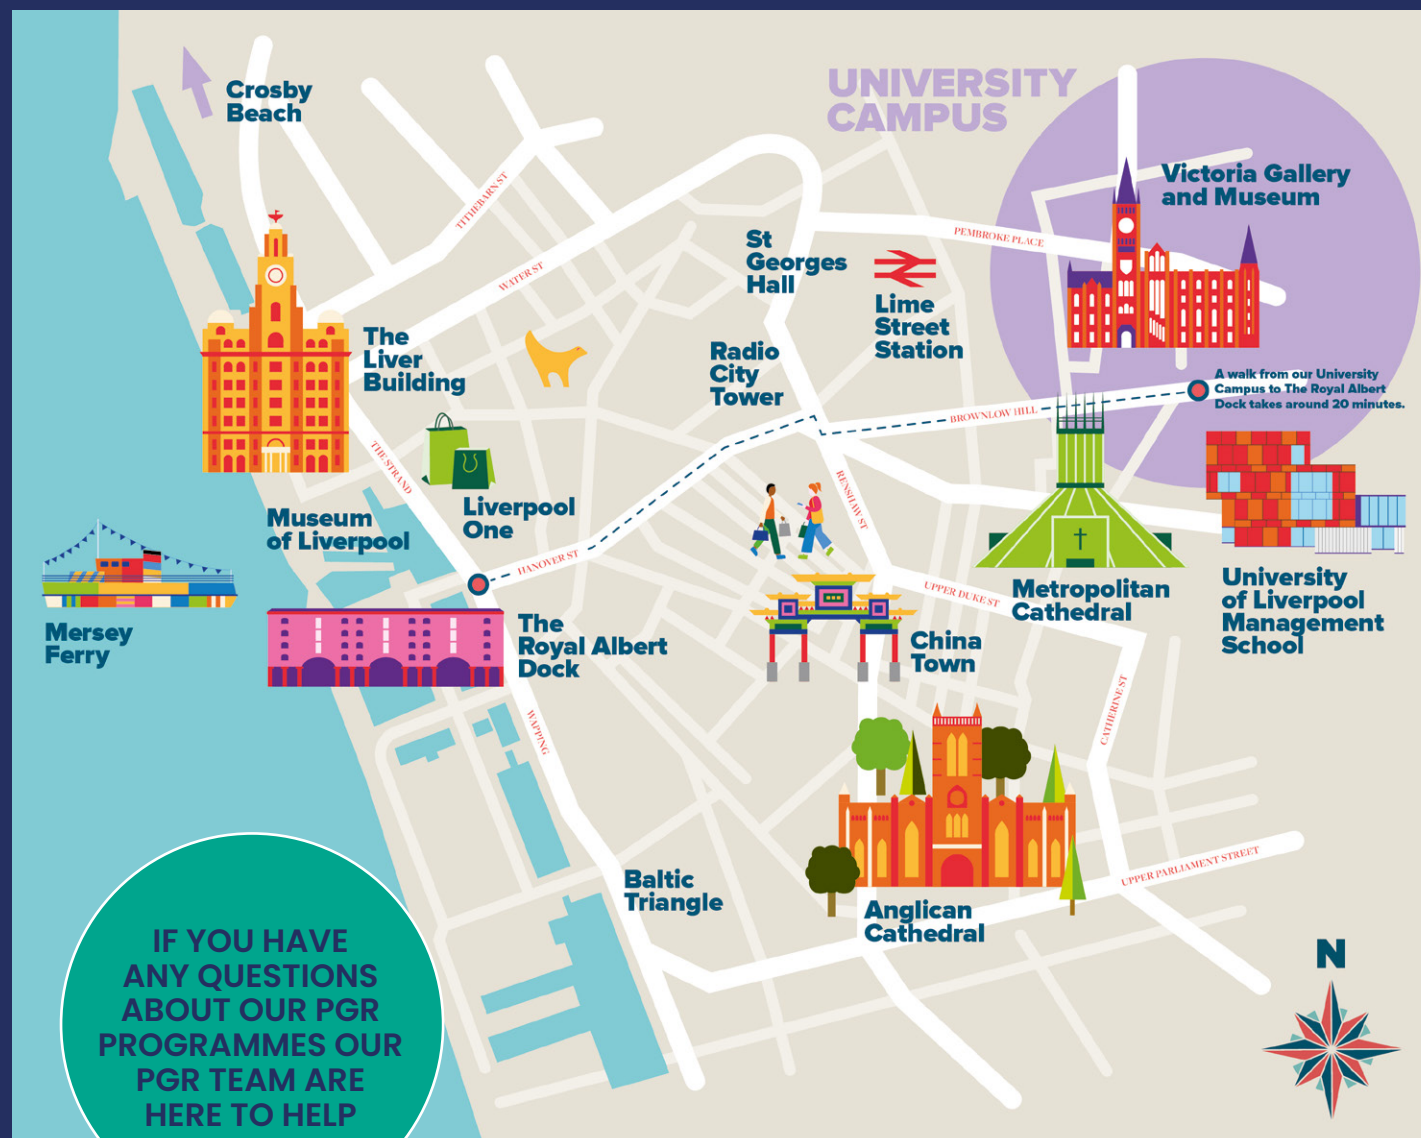 Crosby
Beach
UNIVERSITY
CAMPUS
Victoria Gallery
and Museum
TITHEBARN ST
WATER ST
St
Georges
Hall
PEMBROKE PLACE
Lime
Street
Station
The
Liver
Building
Radio
City
Tower
A walk from our University
Campus to The Royal Albert
Dock takes around 20 minutes.
BROWNLOW HILL
THE STRAND
Liverpool
One
RENSHAW ST
Museum
of Liverpool
HANOVER ST
Mersey
Ferry
The
Royal Albert
Dock
UPPER DUKE ST
Metropolitan
Cathedral
University
of Liverpool
Management
School
China
Town
WAPPING
CATHERINE ST
Baltic
Triangle
UPPER PARLIAMENT STREET
Anglican
Cathedral
IF YOU HAVE
ANY QUESTIONS
ABOUT OUR PGR
PROGRAMMES OUR
PGR TEAM ARE
HERE TO HELP
N